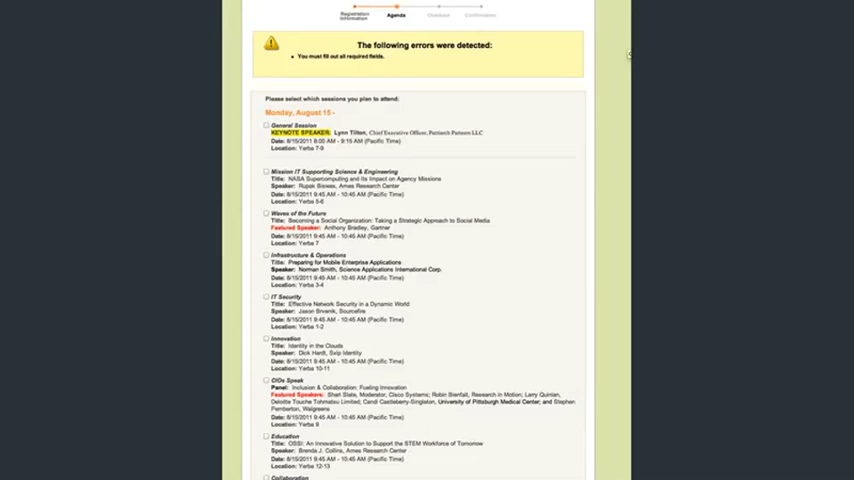 Registration
Information
Agenda
Checkout
Confirmation
The following errors were detected:
• You must fill out all required fields.
Please select which sessions you plan to attend:
Monday, August 15 -
General Session
KEYNOTE SPEAKER: Lynn Tilton, Chief Executive Officer, Patriarch Partners LLC
Date: 8/15/2011 8:00 AM - 9:15 AM (Pacific Time)
Location: Yerba 7-9
Mission IT Supporting Science & Engineering
Title: NASA Supercomputing and Its Impact on Agency Missions
Speaker: Rupak Biswas, Ames Research Center
Date: 8/15/2011 9:45 AM - 10:45 AM (Pacific Time)
Location: Yerba 5-6
Waves of the Future
Title: Becoming a Social Organization: Taking a Strategic Approach to Social Media
Featured Speaker: Anthony Bradley, Gartner
Date: 8/15/2011 9:45 AM - 10:45 AM (Pacific Time)
Location: Yerba 7
Infrastructure & Operations
Title: Preparing for Mobile Enterprise Applications
Speaker: Norman Smith, Science Applications International Corp.
Date: 8/15/2011 9:45 AM - 10:45 AM (Pacific Time)
Location: Yerba 3-4
IT Security
Title: Effective Network Security in a Dynamic World
Speaker: Jason Brvenik, Sourcefire
Date: 8/15/2011 9:45 AM - 10:45 AM (Pacific Time)
Location: Yerba 1-2
Innovation
Title: Identity in the Clouds
Speaker: Dick Hardt, Sxip Identity
Date: 8/15/2011 9:45 AM - 10:45 AM (Pacific Time)
Location: Yerba 10-11
CIOs Speak
Panel: Inclusion & Collaboration: Fueling Innovation
Featured Speakers: Shari Slate, Moderator, Cisco Systems; Robin Bienfait, Research in Motion; Larry Quinlan,
Deloitte Touche Tohmatsu Limited; Candi Castleberry-Singleton, University of Pittsburgh Medical Center; and Stephen
Pemberton, Walgreens
Date: 8/15/2011 9:45 AM - 10:45 AM (Pacific Time)
Location: Yerba 9
Education
Title: OSSI: An Innovative Solution to Support the STEM Workforce of Tomorrow
Speaker: Brenda J. Collins, Ames Research Center
Date: 8/15/2011 9:45 AM - 10:45 AM (Pacific Time)
Location: Yerba 12-13
Collaboration